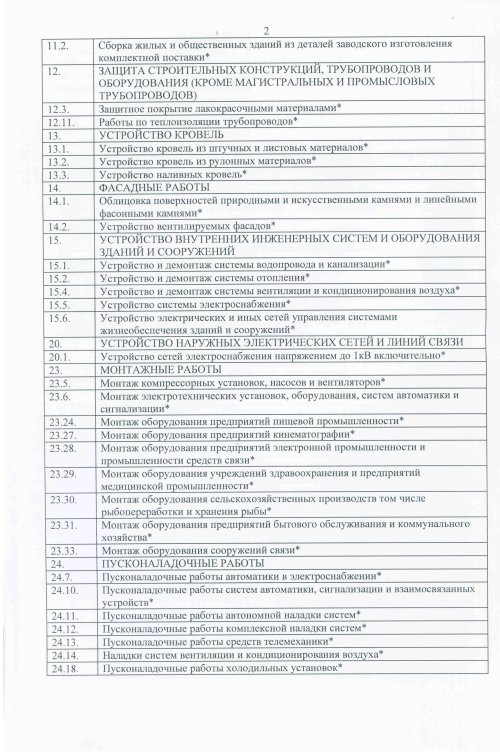 2
11.2. Сборка жилых и общественных зданий из деталей заводского изготовления
комплектной поставки*
12. ЗАЩИТА СТРОИТЕЛЬНЫХ КОНСТРУКЦИЙ, ТРУБОПРОВОДОВ И
ОБОРУДОВАНИЯ (КРОМЕ МАГИСТРАЛЬНЫХ И ПРОМЫСЛОВЫХ
ТРУБОПРОВОДОВ)
12.3. Защитное покрытие лакокрасочными материалами*
12.11. Работы по теплоизоляции трубопроводов*
13. УСТРОЙСТВО КРОВЕЛЬ
13.1. Устройство кровель из штучных и листовых материалов*
13.2. Устройство кровель из рулонных материалов*
13.3. Устройство наливных кровель*
14. ФАСАДНЫЕ РАБОТЫ
14.1. Облицовка поверхностей природными и искусственными камнями и линейными
фасонными камнями*
14.2. Устройство вентилируемых фасадов*
15. УСТРОЙСТВО ВНУТРЕННИХ ИНЖЕНЕРНЫХ СИСТЕМ И ОБОРУДОВАНИЯ
ЗДАНИЙ И СООРУЖЕНИЙ
15.1. Устройство и демонтаж системы водопровода и канализации*
15.2. Устройство и демонтаж системы отопления*
15.4. Устройство и демонтаж системы вентиляции и кондиционирования воздуха*
15.5. Устройство системы электроснабжения*
15.6. Устройство электрических и иных сетей управления системами
жизнеобеспечения зданий и сооружений*
20. УСТРОЙСТВО НАРУЖНЫХ ЭЛЕКТРИЧЕСКИХ СЕТЕЙ И ЛИНИЙ СВЯЗИ
20.1. Устройство сетей электроснабжения напряжением до 1кВ включительно*
23. МОНТАЖНЫЕ РАБОТЫ
23.5. Монтаж компрессорных установок, насосов и вентиляторов*
23.6. Монтаж электротехнических установок, оборудования, систем автоматики и
сигнализации*
23.24. Монтаж оборудования предприятий пищевой промышленности*
23.27. Монтаж оборудования предприятий кинематографии*
23.28. Монтаж оборудования предприятий электронной промышленности и
промышленности средств связи*
23.29. Монтаж оборудования учреждений здравоохранения и предприятий
медицинской промышленности*
23.30. Монтаж оборудования сельскохозяйственных производств том числе
рыбопереработки и хранения рыбы*
23.31. Монтаж оборудования предприятий бытового обслуживания и коммунального
хозяйства*
23.33. Монтаж оборудования сооружений связи*
24. ПУСКОНАЛАДОЧНЫЕ РАБОТЫ
24.7. Пусконаладочные работы автоматики в электроснабжении*
24.10. Пусконаладочные работы систем автоматики, сигнализации и взаимосвязанных
устройств*
24.11. Пусконаладочные работы автономной наладки систем*
24.12. Пусконаладочные работы комплексной наладки систем*
24.13. Пусконаладочные работы средств телемеханики*
24.14. Наладки систем вентиляции и кондиционирования воздуха*
24.18. Пусконаладочные работы холодильных установок*